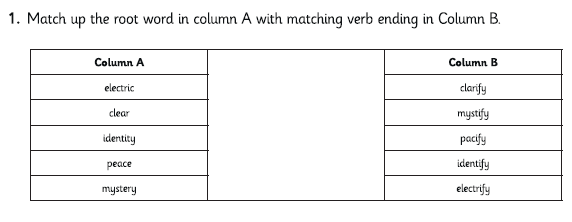 1. Match up the root word in column A with matching verb ending in Column B.
Column A Column B
electric clarify
clear mystify
identity pacify
peace identify
mystery electrify